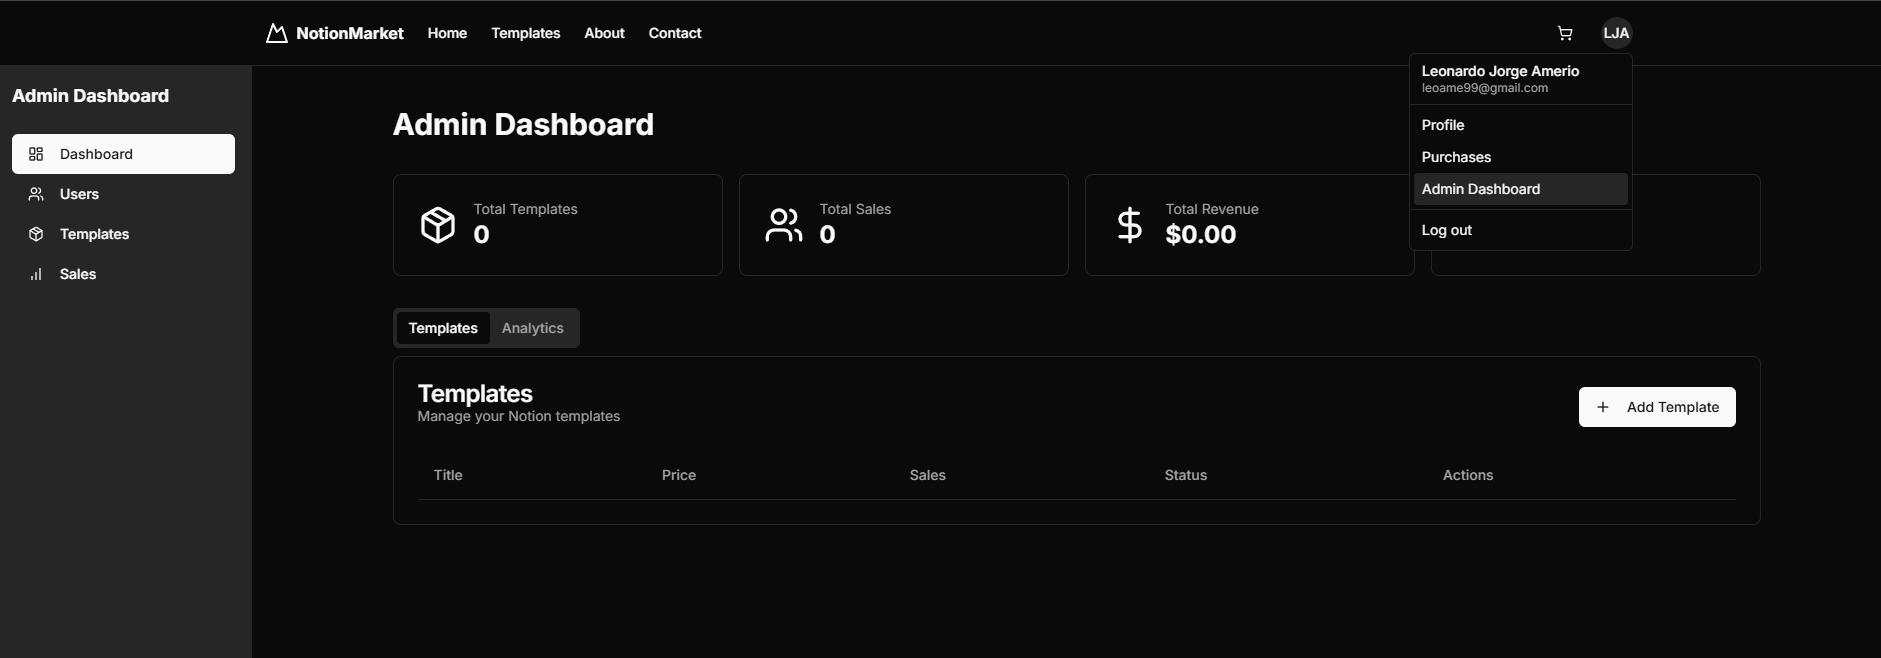 NotionMarket Home Templates About Contact LJA
Leonardo Jorge Amerio
leoame99@gmail.com
Profile
Purchases
Admin Dashboard
Log out
Admin Dashboard
Dashboard
Users
Templates
Sales
Admin Dashboard
Total Templates
0
Total Sales
0
Total Revenue
$0.00
Templates Analytics
Templates
Manage your Notion templates
Add Template
Title Price Sales Status Actions